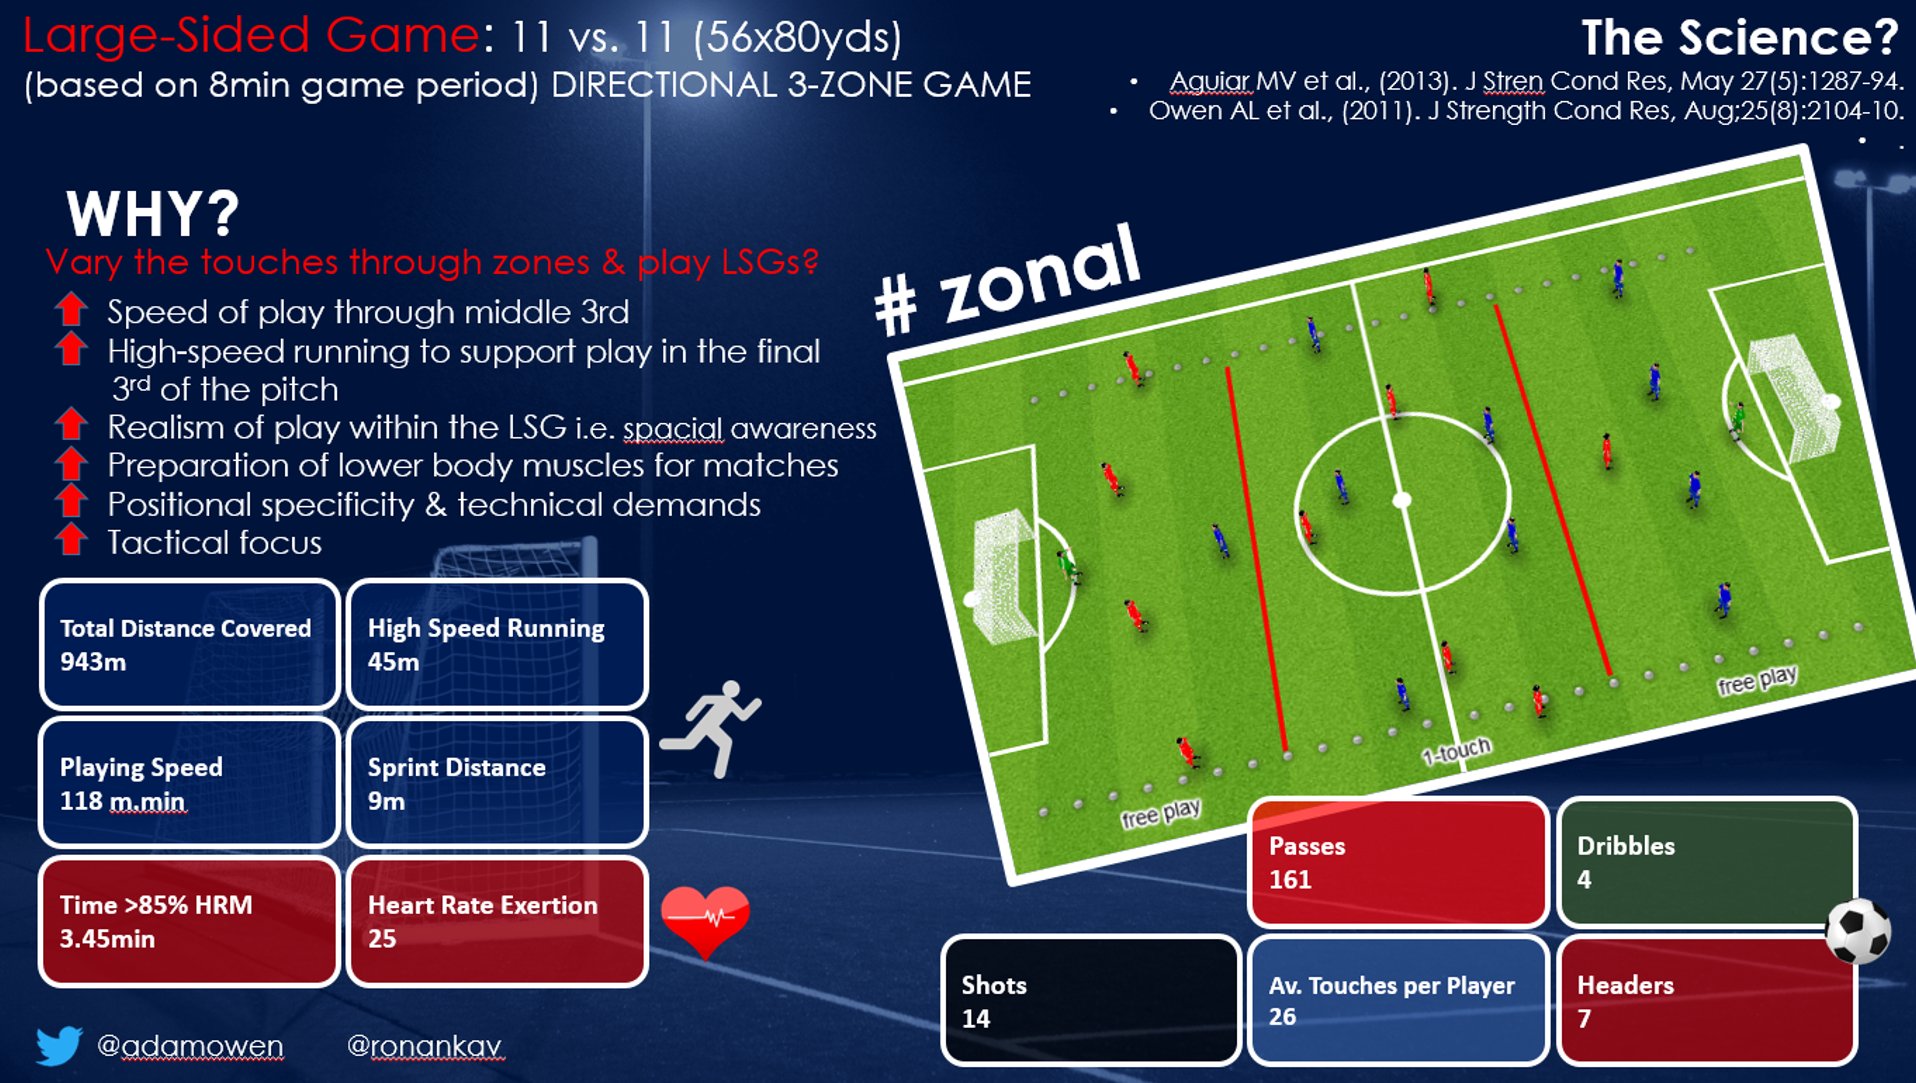 Large-Sided Game: 11 vs. 11 (56x80yds)
(based on 8min game period) DIRECTIONAL 3-ZONE GAME
The Science?
• Aguiar MV et al., (2013). J Stren Cond Res, May 27(5):1287-94.
• Owen AL et al., (2011). J Strength Cond Res, Aug;25(8):2104-10.
• .
WHY?
Vary the touches through zones & play LSGs?
Speed of play through middle 3rd
High-speed running to support play in the final
3rd of the pitch
Realism of play within the LSG i.e. spacial awareness
Preparation of lower body muscles for matches
Positional specificity & technical demands
Tactical focus
# zonal
free play
1-touch
free play
Total Distance Covered
943m
High Speed Running
45m
Playing Speed
118 m.min
Sprint Distance
9m
Time >85% HRM
3.45min
Heart Rate Exertion
25
Passes
161
Dribbles
4
Shots
14
Av. Touches per Player
26
Headers
7
@adamowen
@ronankav